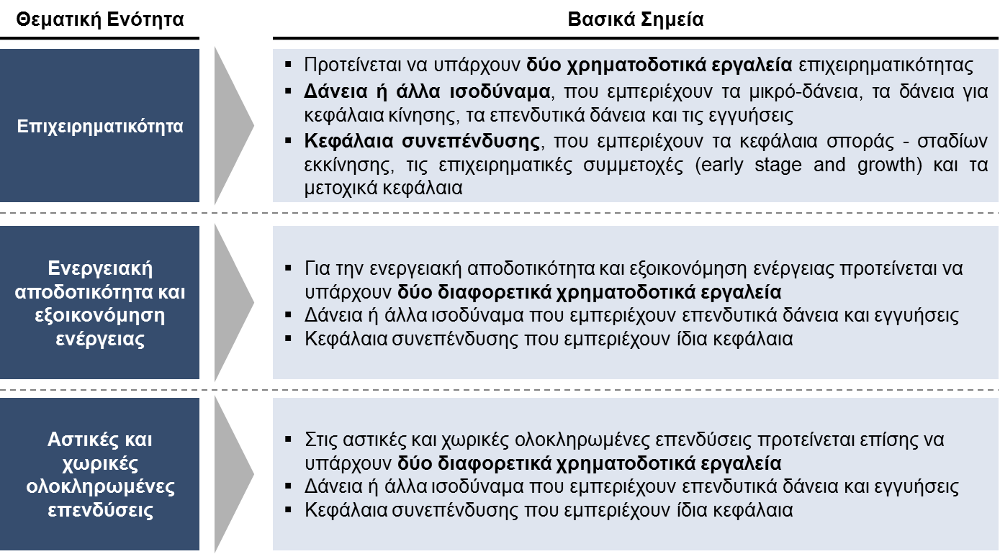 Θεματική Ενότητα
Βασικά Σημεία
Επιχειρηματικότητα
▪ Προτείνεται να υπάρχουν δύο χρηματοδοτικά εργαλεία επιχειρηματικότητας
▪ Δάνεια ή άλλα ισοδύναμα, που εμπεριέχουν τα μικρό-δάνεια, τα δάνεια για
κεφάλαια κίνησης, τα επενδυτικά δάνεια και τις εγγυήσεις
▪ Κεφάλαια συνεπένδυσης, που εμπεριέχουν τα κεφάλαια σποράς - σταδίων
εκκίνησης, τις επιχειρηματικές συμμετοχές (early stage and growth) και τα
μετοχικά κεφάλαια
Ενεργειακή
αποδοτικότητα και
εξοικονόμηση
ενέργειας
▪ Για την ενεργειακή αποδοτικότητα και εξοικονόμηση ενέργειας προτείνεται να
υπάρχουν δύο διαφορετικά χρηματοδοτικά εργαλεία
▪ Δάνεια ή άλλα ισοδύναμα που εμπεριέχουν επενδυτικά δάνεια και εγγυήσεις
▪ Κεφάλαια συνεπένδυσης που εμπεριέχουν ίδια κεφάλαια
Αστικές και
χωρικές
ολοκληρωμένες
επενδύσεις
▪ Στις αστικές και χωρικές ολοκληρωμένες επενδύσεις προτείνεται επίσης να
υπάρχουν δύο διαφορετικά χρηματοδοτικά εργαλεία
▪ Δάνεια ή άλλα ισοδύναμα που εμπεριέχουν επενδυτικά δάνεια και εγγυήσεις
▪ Κεφάλαια συνεπένδυσης που εμπεριέχουν ίδια κεφάλαια